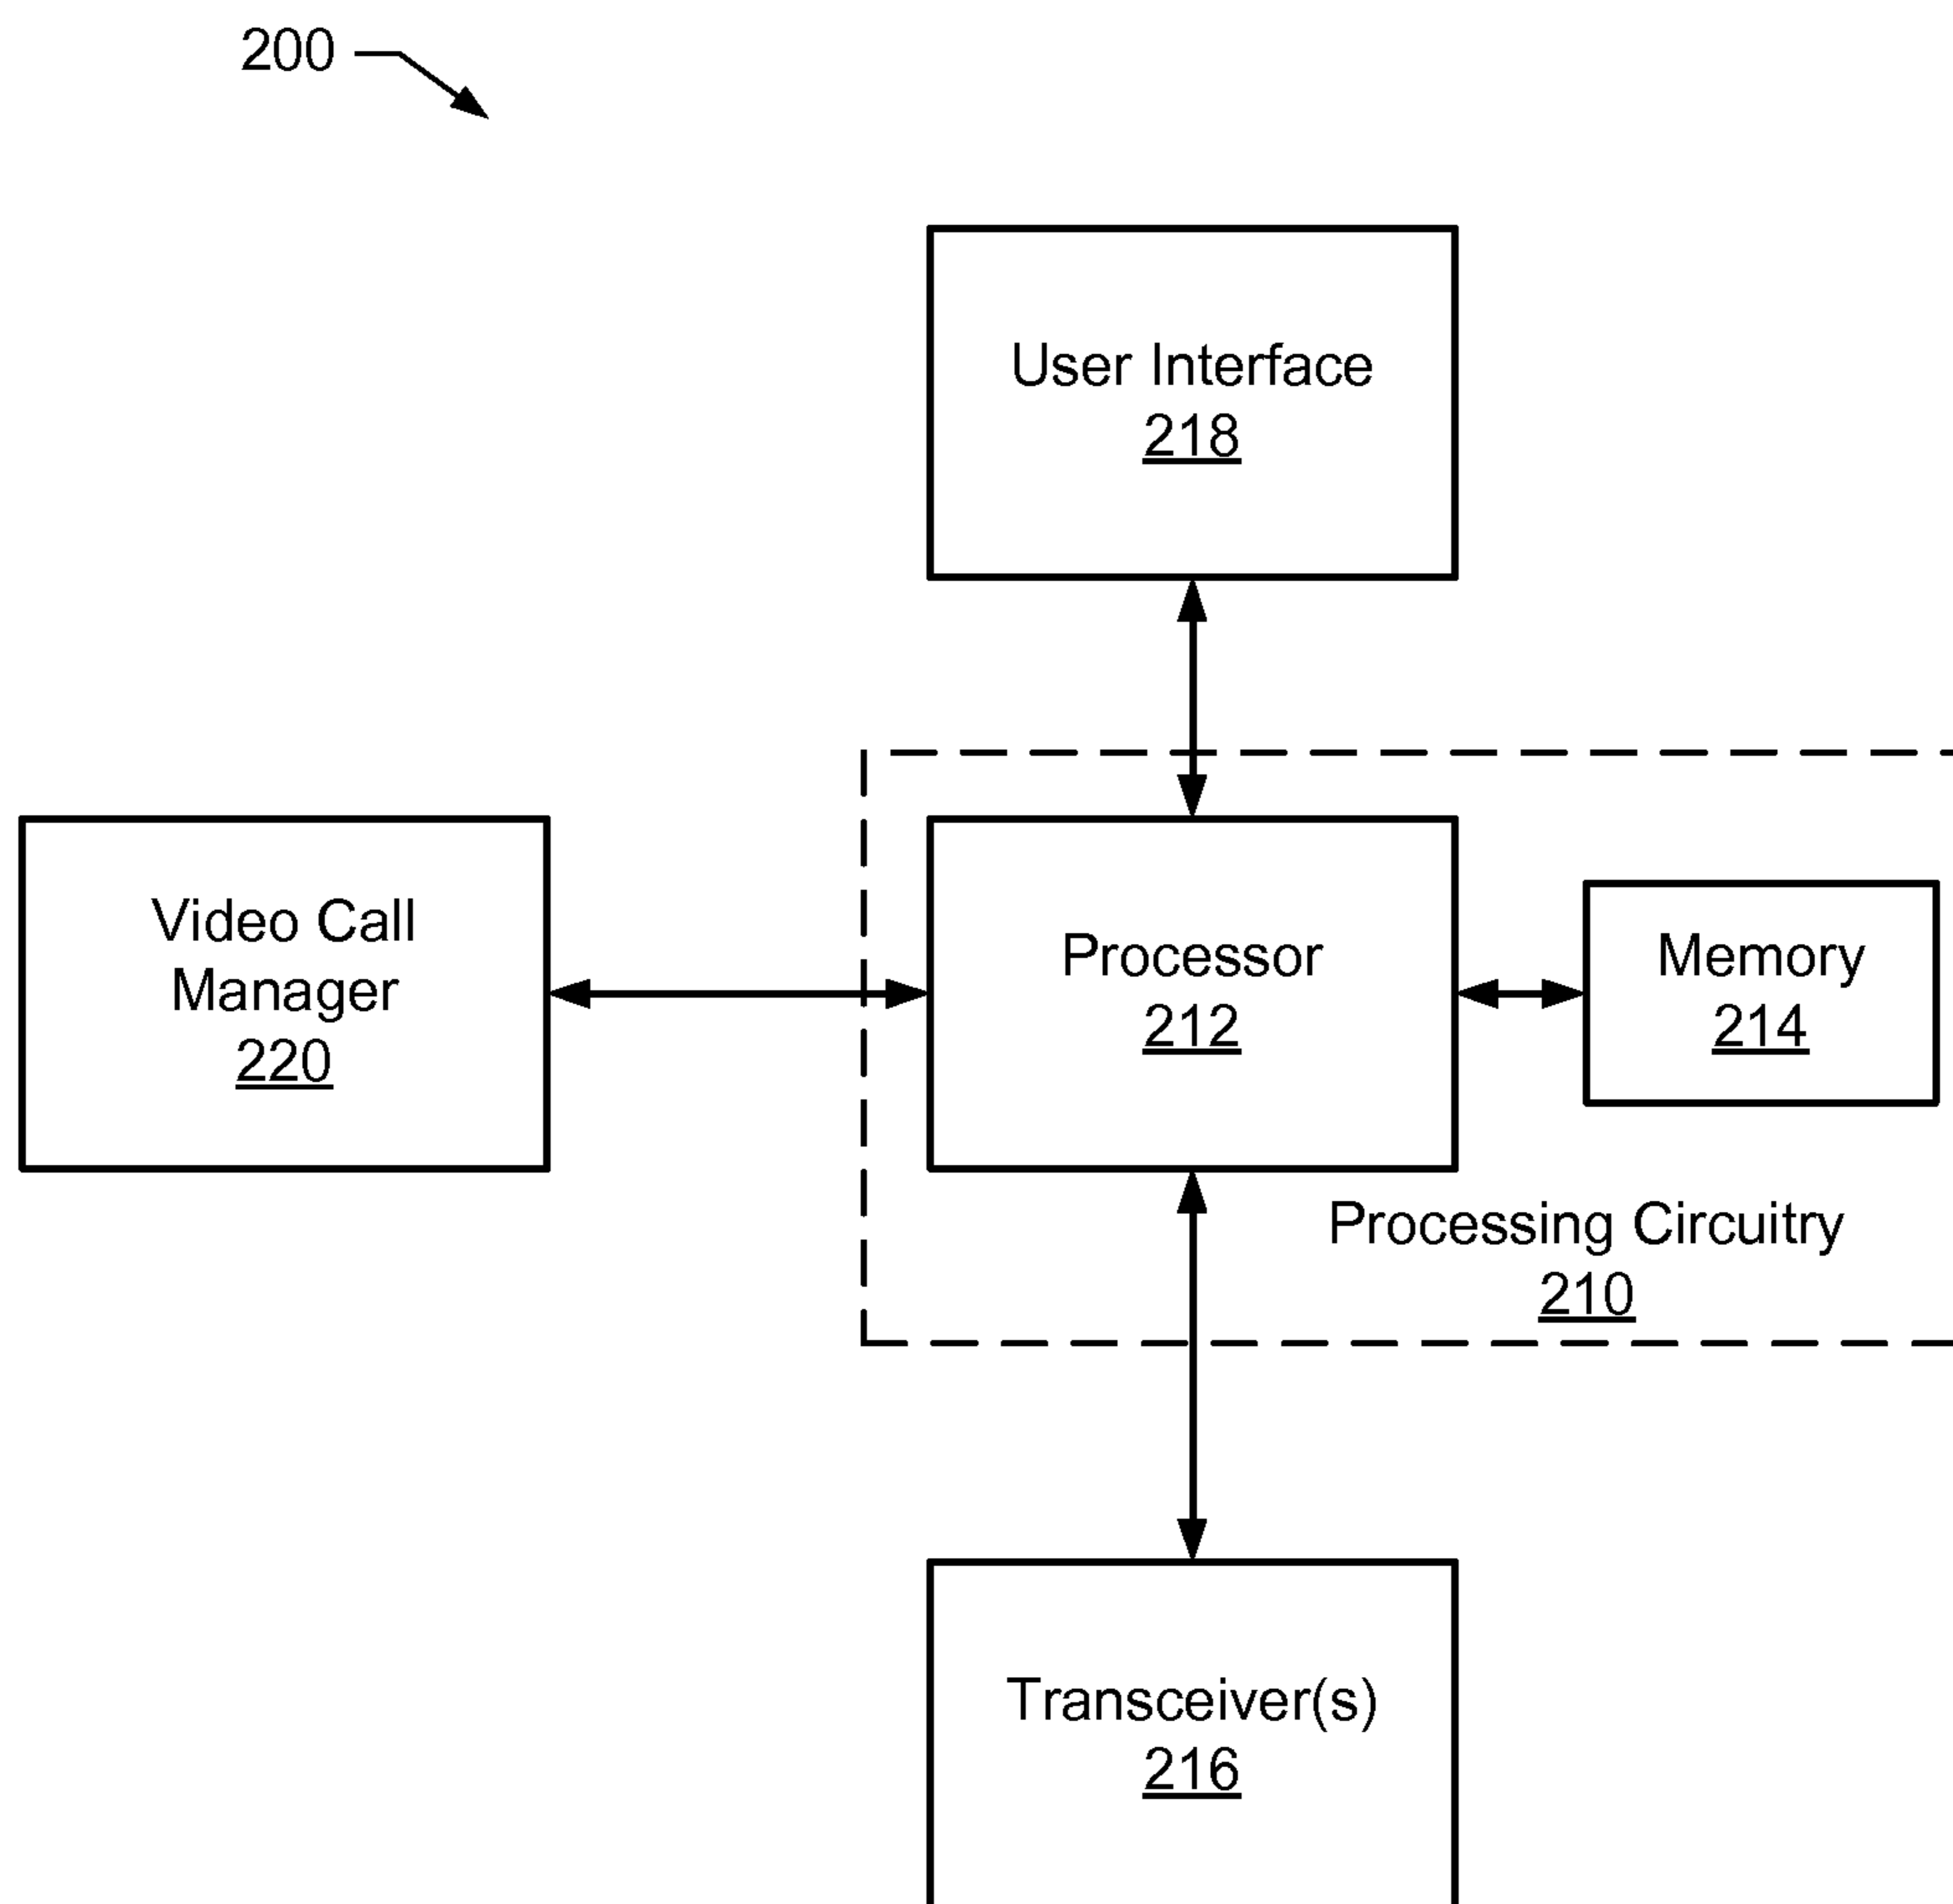 200
User Interface
218
Video Call
Manager
220
Processor
212
Memory
214
Processing Circuitry
210
Transceiver(s)
216